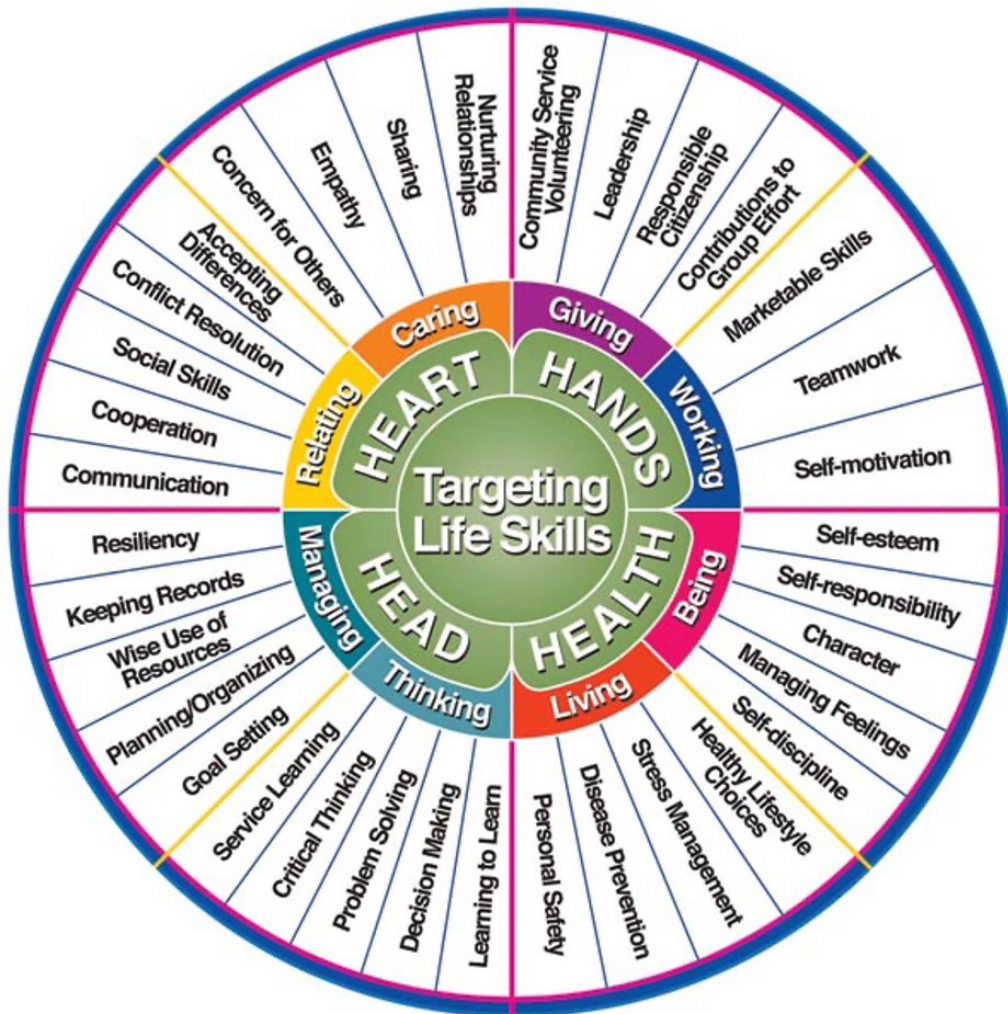 Targeting
Life Skills
HEART
HANDS
HEALTH
HEAD
Caring
Giving
Working
Being
Living
Thinking
Managing
Relating
Concern for Others
Empathy
Sharing
Nurturing
Relationships
Community Service
Volunteering
Leadership
Responsible
Citizenship
Contributions to
Group Effort
Marketable Skills
Teamwork
Self-motivation
Self-esteem
Self-responsibility
Character
Managing Feelings
Self-discipline
Healthy Lifestyle
Choices
Stress Management
Disease Prevention
Personal Safety
Learning to Learn
Decision Making
Problem Solving
Critical Thinking
Service Learning
Goal Setting
Planning/Organizing
Wise Use of
Resources
Keeping Records
Resiliency
Communication
Cooperation
Social Skills
Conflict Resolution
Accepting
Differences